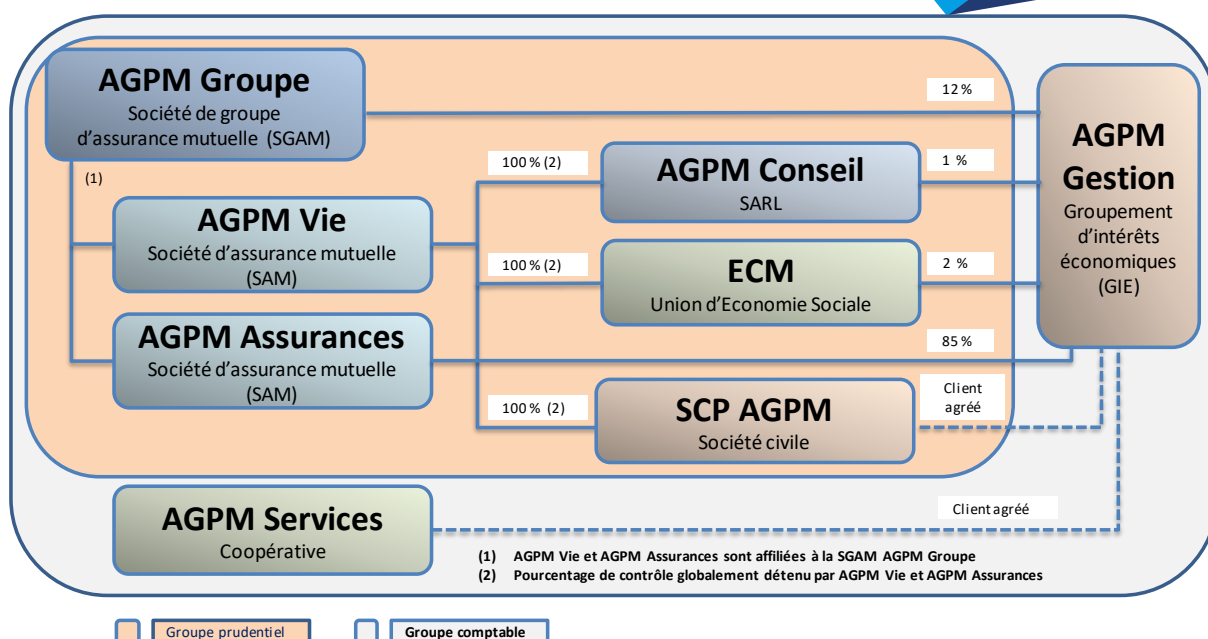 AGPM Groupe
Société de groupe
d'assurance mutuelle (SGAM)
12 %
AGPM
Gestion
Groupement
d'intérêts
économiques
(GIE)
(1)
100 % (2)
AGPM Conseil
SARL
1 %
AGPM Vie
Société d'assurance mutuelle
(SAM)
100 % (2)
ECM
Union d'Economie Sociale
2 %
AGPM Assurances
Société d'assurance mutuelle
(SAM)
85 %
100 % (2)
SCP AGPM
Société civile
Client
agréé
AGPM Services
Coopérative
Client agréé
(1) AGPM Vie et AGPM Assurances sont affiliées à la SGAM AGPM Groupe
(2) Pourcentage de contrôle globalement détenu par AGPM Vie et AGPM Assurances
Groupe prudentiel
Groupe comptable